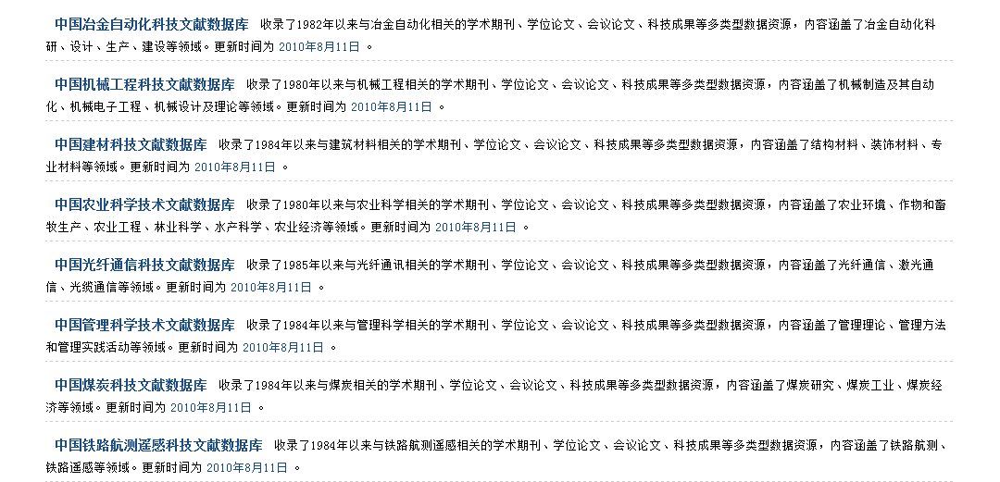 中国冶金自动化科技文献数据库 收录了1982年以来与冶金自动化相关的学术期刊、学位论文、会议论文、科技成果等多类型数据资源，内容涵盖了冶金自动化科
研、设计、生产、建设等领域。更新时间为 2010年8月11日 。
中国机械工程科技文献数据库 收录了1980年以来与机械工程相关的学术期刊、学位论文、会议论文、科技成果等多类型数据资源，内容涵盖了机械制造及其自动
化、机械电子工程、机械设计及理论等领域。更新时间为 2010年8月11日 。
中国建材科技文献数据库 收录了1984年以来与建筑材料相关的学术期刊、学位论文、会议论文、科技成果等多类型数据资源，内容涵盖了结构材料、装饰材料、专
业材料等领域。更新时间为 2010年8月11日 。
中国农业科学技术文献数据库 收录了1980年以来与农业科学相关的学术期刊、学位论文、会议论文、科技成果等多类型数据资源，内容涵盖了农业环境、作物和畜
牧生产、农业工程、林业科学、水产科学、农业经济等领域。更新时间为 2010年8月11日 。
中国光纤通信科技文献数据库 收录了1985年以来与光纤通讯相关的学术期刊、学位论文、会议论文、科技成果等多类型数据资源，内容涵盖了光纤通信、激光通
信、光缆通信等领域。更新时间为 2010年8月11日 。
中国管理科学技术文献数据库 收录了1984年以来与管理科学相关的学术期刊、学位论文、会议论文、科技成果等多类型数据资源，内容涵盖了管理理论、管理方法
和管理实践活动等领域。更新时间为 2010年8月11日 。
中国煤炭科技文献数据库 收录了1984年以来与煤炭相关的学术期刊、学位论文、会议论文、科技成果等多类型数据资源，内容涵盖了煤炭研究、煤炭工业、煤炭经
济等领域。更新时间为 2010年8月11日 。
中国铁路航测遥感科技文献数据库 收录了1984年以来与铁路航测遥感相关的学术期刊、学位论文、会议论文、科技成果等多类型数据资源，内容涵盖了铁路航测、
铁路遥感等领域。更新时间为 2010年8月11日 。